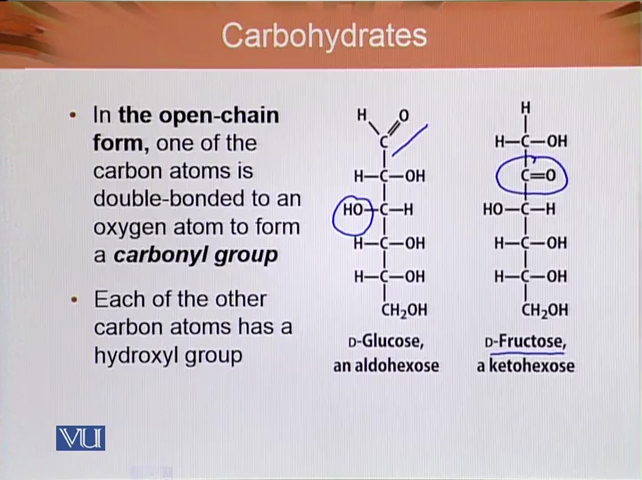 Carbohydrates
• In the open-chain
form, one of the
carbon atoms is
double-bonded to an
oxygen atom to form
a carbonyl group
• Each of the other
carbon atoms has a
hydroxyl group
H O
C
H–C–OH
HO–C–H
H–C–OH
H–C–OH
CH₂OH
D-Glucose,
an aldohexose
H
H–C–OH
C=O
HO–C–H
H–C–OH
H–C–OH
CH₂OH
D-Fructose,
a ketohexose
VU